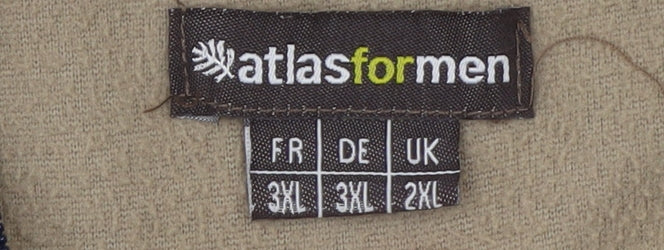 atlasformen
FR DE UK
3XL 3XL 2XL